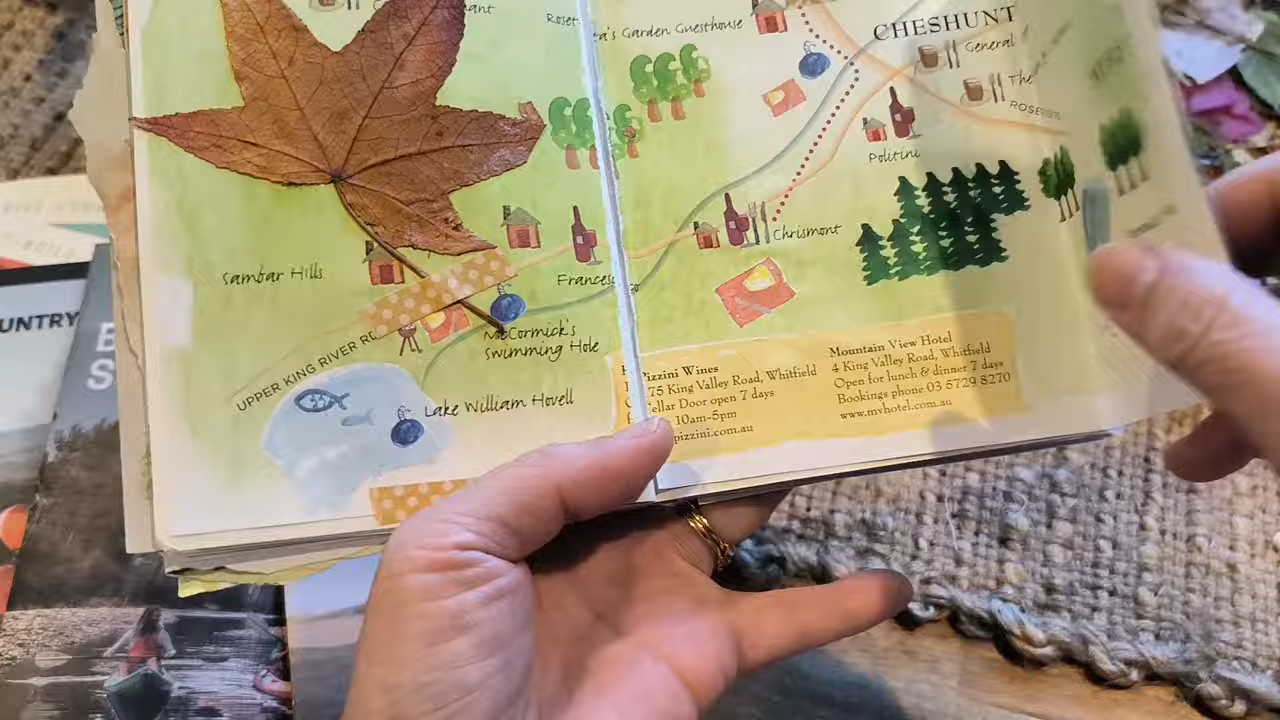 a's Garden Guesthouse
CHESHUNT
General
The
Politini
Chrismont
Sambar Hills
Frances
McCormick's
swimming Hole
UPPER KING RIVER
Lake William Hovell
Pizzini Wines
75 King Valley Road, Whitfield
Cellar Door open 7 days
10am-5pm
pizzini.com.au
Mountain View Hotel
4 King Valley Road, Whitfield
Open for lunch & dinner 7 days
Bookings phone 03 5729 8270
www.mvhotel.com.au
UNTRY